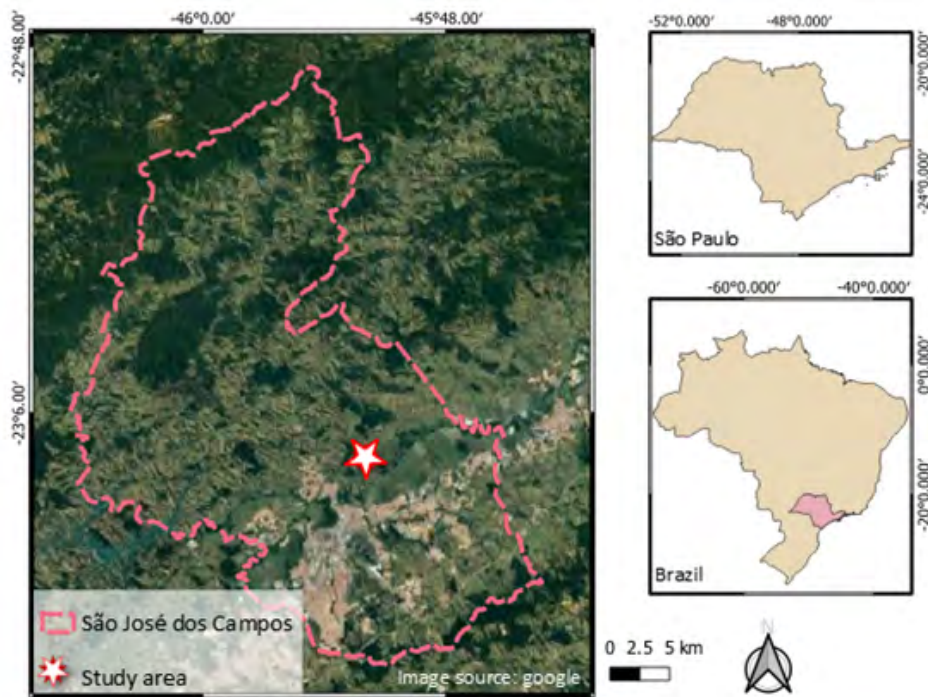 -46°0.00'
-45°48.00'
-22°48.00'
-23°6.00'
São José dos Campos
Study area
Image source: google
-52°0.000'
-48°0.000'
-20°0.000'
-24°0.000'
São Paulo
-60°0.000'
-40°0.000'
0°0.000'
-20°0.000'
Brazil
0 2.5 5 km
N